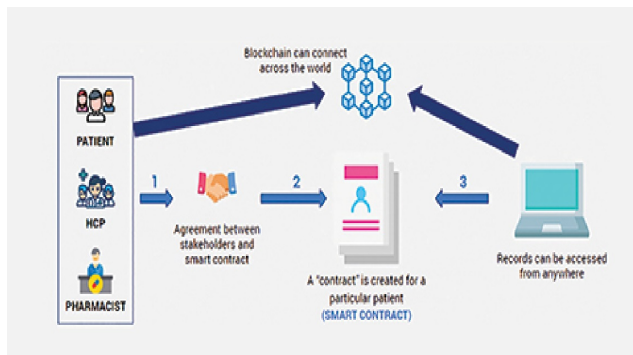 Blockchain can connect
across the world
PATIENT
HCP
PHARMACIST
1
Agreement between
stakeholders and
smart contract
2
A "contract" is created for a
particular patient
(SMART CONTRACT)
3
Records can be accessed
from anywhere